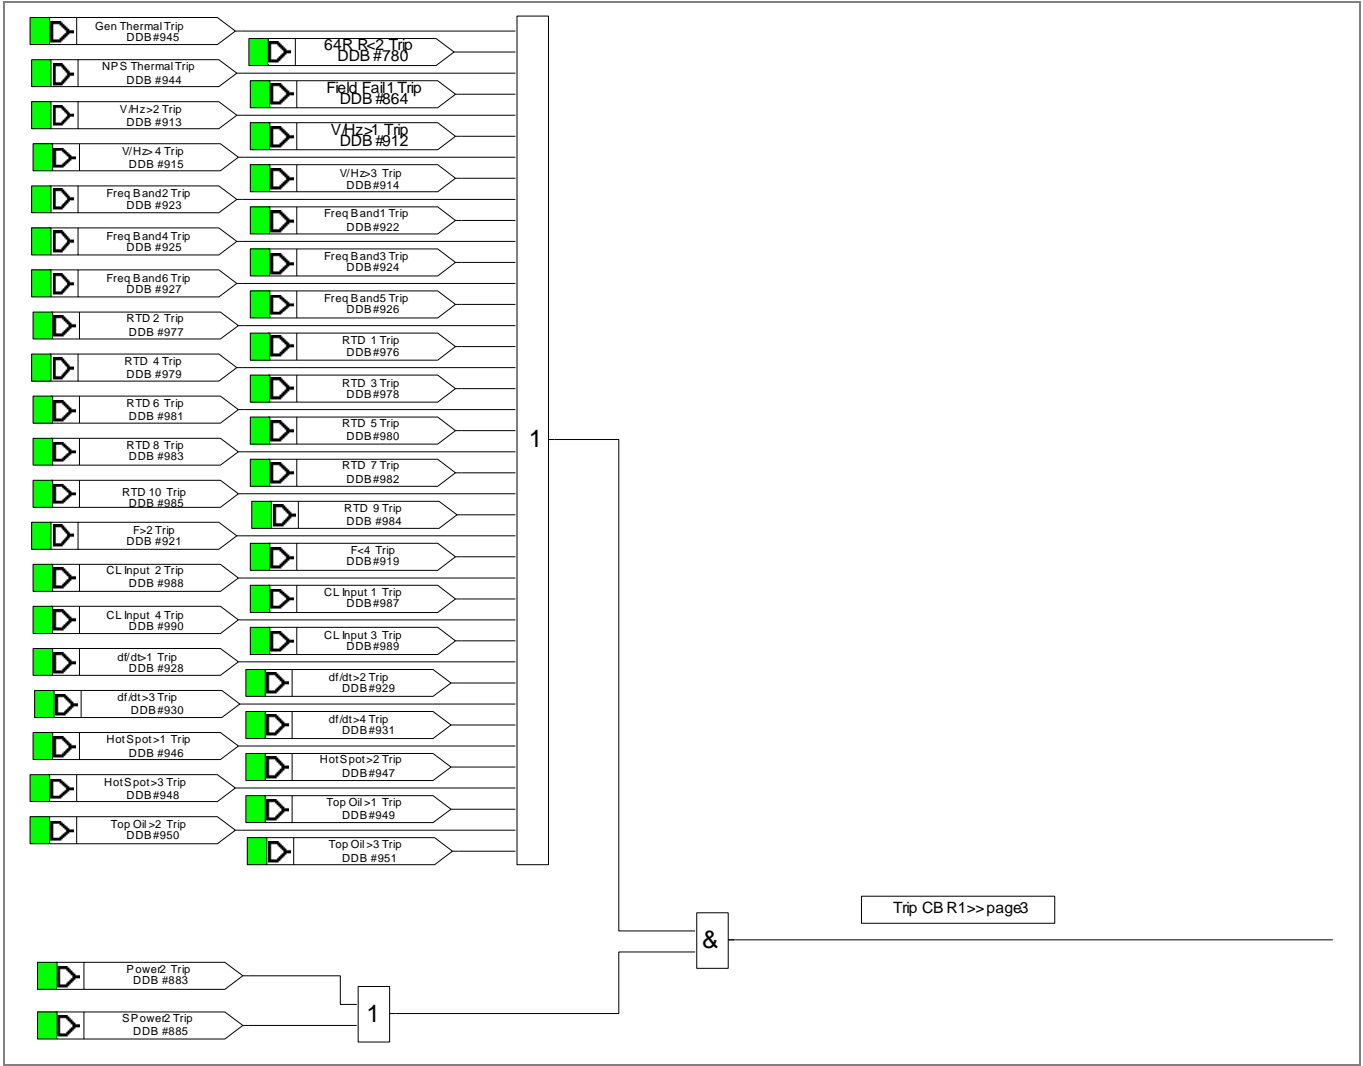 Gen Thermal Trip
DDB#945
64R R<2 Trip
DDB #780
NPS Thermal Trip
DDB #944
Field Fail1 Trip
DDB #864
V/Hz>2 Trip
DDB #913
V/Hz>1 Trip
DDB #912
V/Hz>4 Trip
DDB #915
V/Hz>3 Trip
DDB#914
Freq Band2 Trip
DDB #923
Freq Band1 Trip
DDB#922
Freq Band4 Trip
DDB #925
Freq Band3 Trip
DDB #924
Freq Band6 Trip
DDB #927
Freq Band5 Trip
DDB#926
RTD 2 Trip
DDB #977
RTD 1 Trip
DDB#976
RTD 4 Trip
DDB #979
RTD 3 Trip
DDB #978
RTD 6 Trip
DDB #981
RTD 5 Trip
DDB#980
1
RTD 8 Trip
DDB #983
RTD 7 Trip
DDB#982
RTD 10 Trip
DDB #985
RTD 9 Trip
DDB #984
F>2 Trip
DDB #921
F<4 Trip
DDB#919
CL Input 2 Trip
DDB #988
CL Input 1 Trip
DDB#987
CL Input 4 Trip
DDB #990
CL Input 3 Trip
DDB#989
df/dt>1 Trip
DDB #928
df/dt>2 Trip
DDB#929
df/dt>3 Trip
DDB#930
df/dt>4 Trip
DDB#931
HotSpot>1 Trip
DDB #946
HotSpot>2 Trip
DDB#947
HotSpot>3 Trip
DDB#948
Top Oil>1 Trip
DDB#949
Top Oil>2 Trip
DDB#950
Top Oil>3 Trip
DDB #951
Trip CB R1>>page3
&
Power2 Trip
DDB #883
1
SPower2 Trip
DDB #885